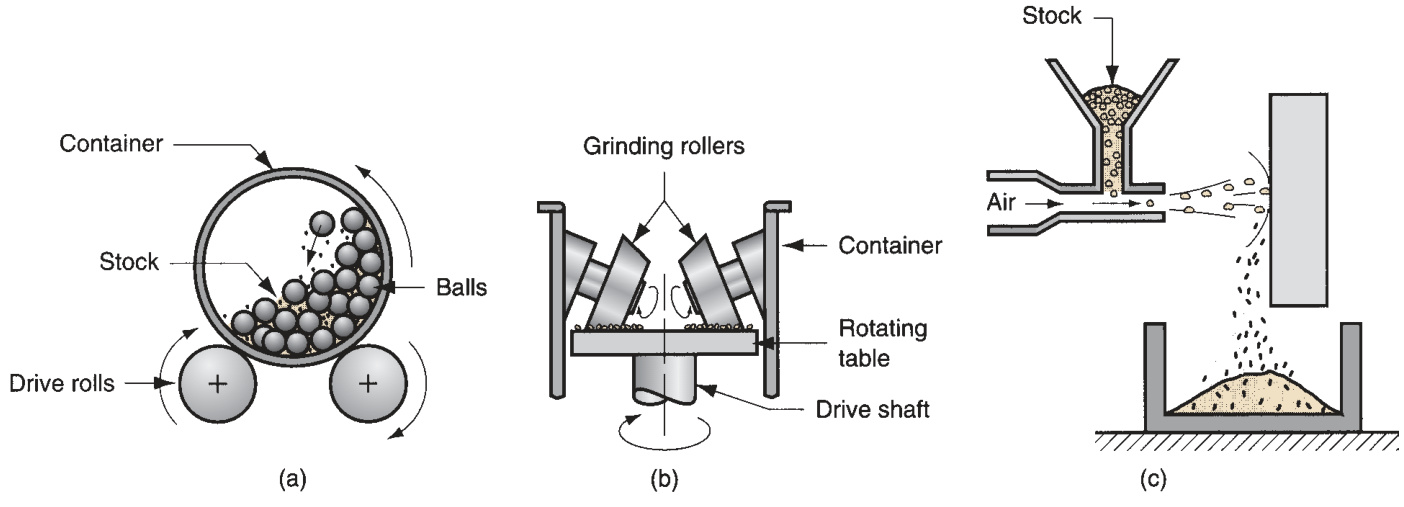 Container
Stock
Balls
Drive rolls
(a)
Grinding rollers
Container
Rotating
table
Drive shaft
(b)
Stock
Air
(c)